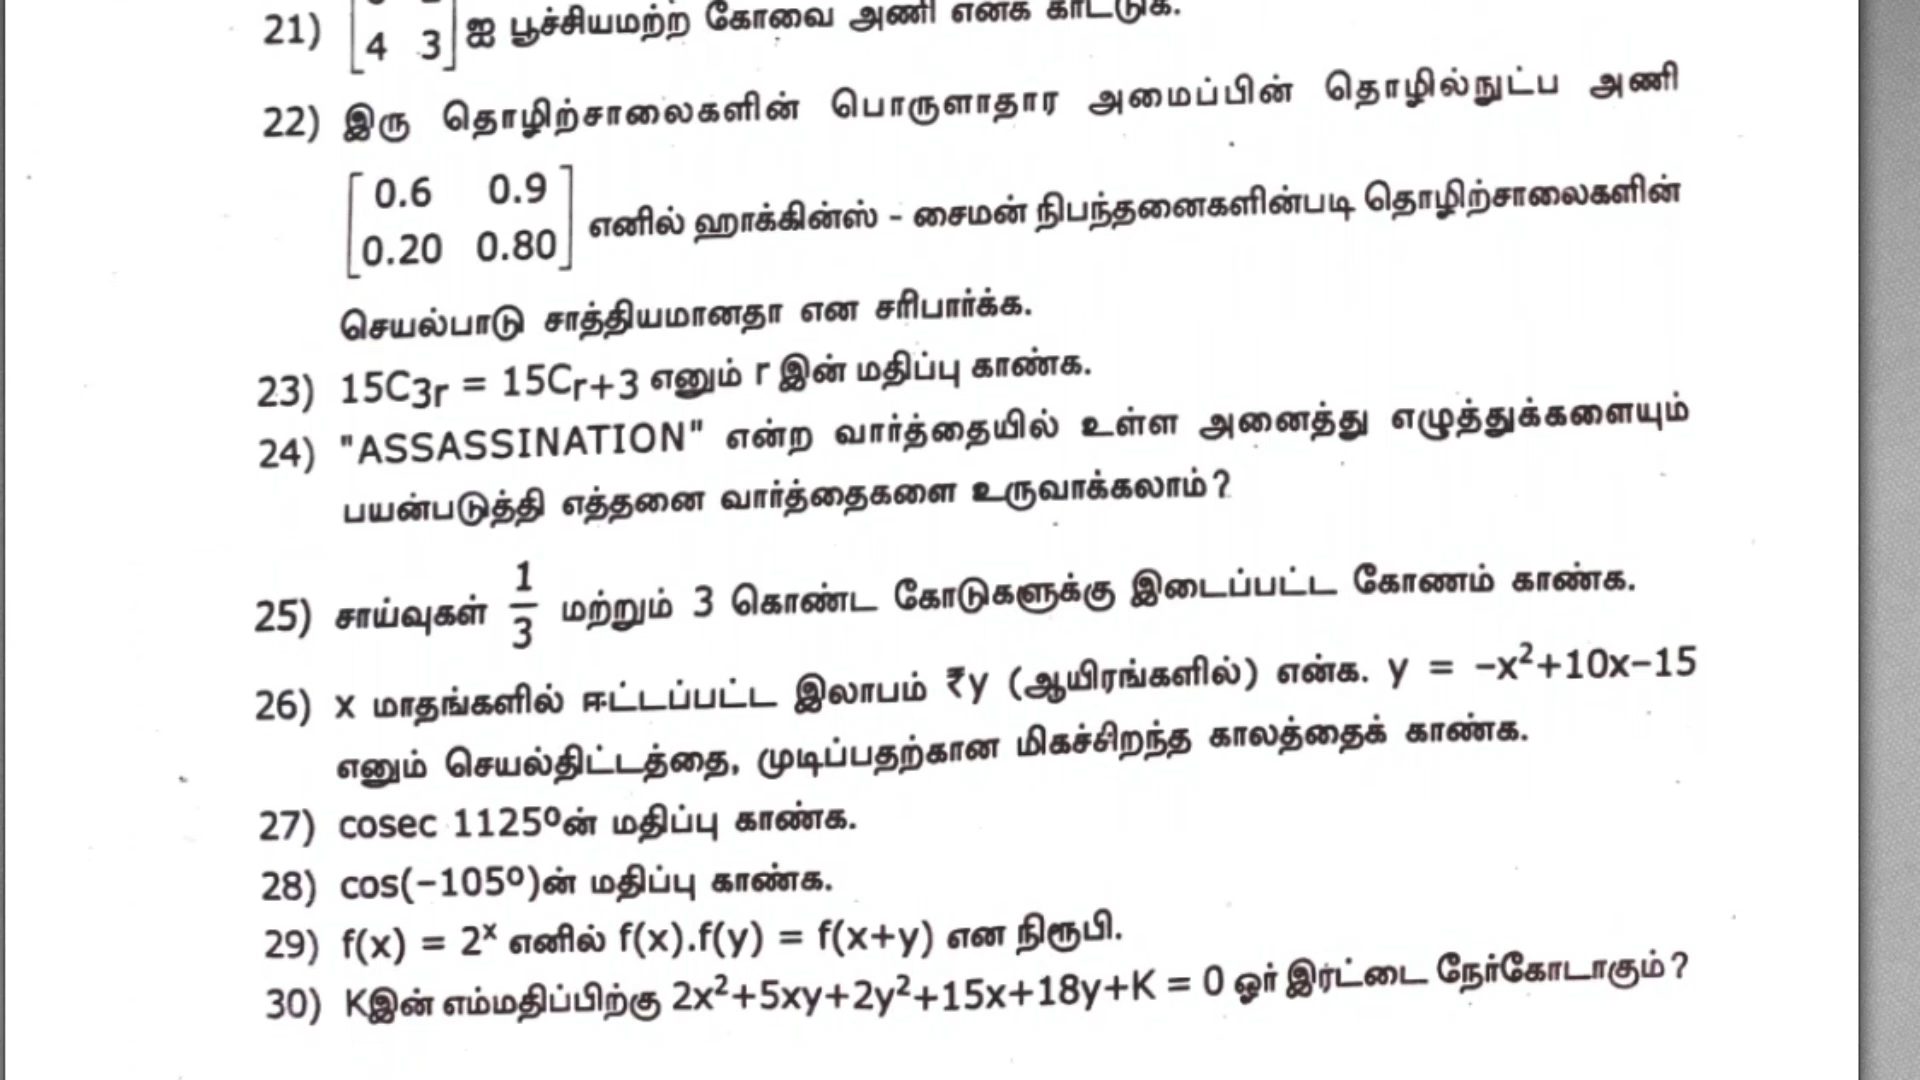 21) [4 3] ஐ பூச்சியமற்ற கோவை அணி எனக் காட்டுக.
22) இரு தொழிற்சாலைகளின் பொருளாதார அமைப்பின் தொழில்நுட்ப அணி
[0.6 0.9
0.20 0.80] எனில் ஹாக்கின்ஸ் - சைமன் நிபந்தனைகளின்படி தொழிற்சாலைகளின்
செயல்பாடு சாத்தியமானதா என சரிபார்க்க.
23) 15C3r = 15Cr+3 எனும் r இன் மதிப்பு காண்க.
24) "ASSASSINATION" என்ற வார்த்தையில் உள்ள அனைத்து எழுத்துக்களையும்
பயன்படுத்தி எத்தனை வார்த்தைகளை உருவாக்கலாம்?
25) சாய்வுகள் 1/3 மற்றும் 3 கொண்ட கோடுகளுக்கு இடைப்பட்ட கோணம் காண்க.
26) x மாதங்களில் ஈட்டப்பட்ட இலாபம் ₹y (ஆயிரங்களில்) என்க. y = –x²+10x–15
எனும் செயல்திட்டத்தை, முடிப்பதற்கான மிகச்சிறந்த காலத்தைக் காண்க.
27) cosec 1125ºன் மதிப்பு காண்க.
28) cos(–105º)ன் மதிப்பு காண்க.
29) f(x) = 2ˣ எனில் f(x).f(y) = f(x+y) என நிரூபி.
30) Kஇன் எம்மதிப்பிற்கு 2x²+5xy+2y²+15x+18y+K = 0 ஓர் இரட்டை நேர்கோடாகும்?